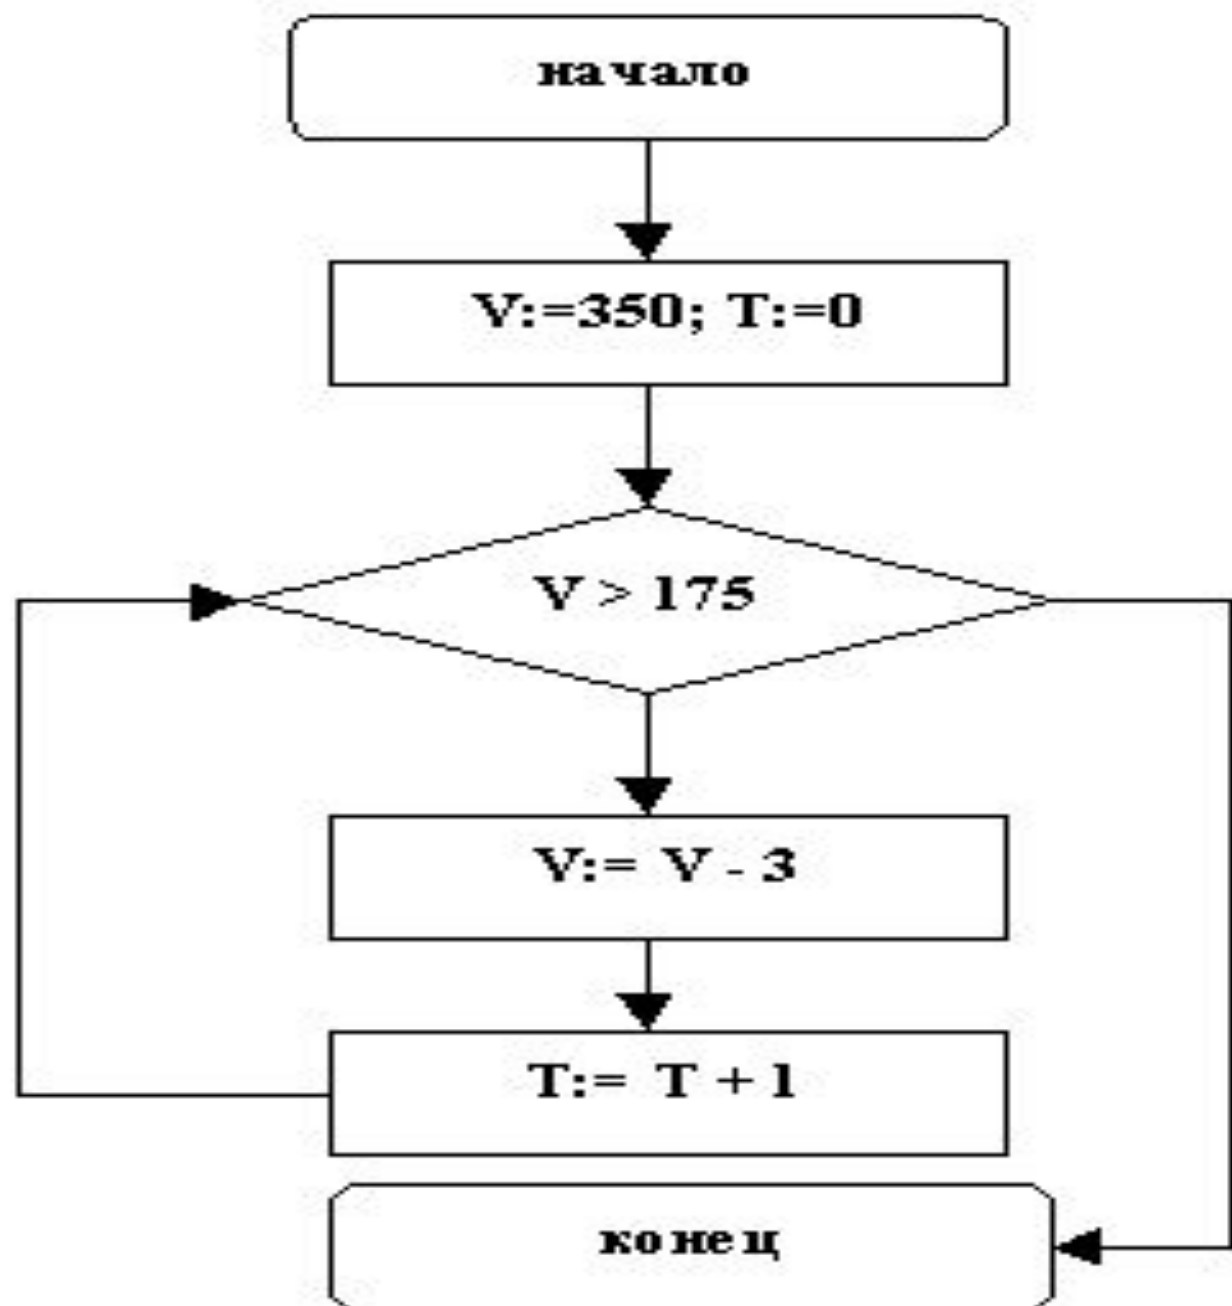 начало
V:=350; T:=0
V > 175
V:= V - 3
T:= T + 1
конец